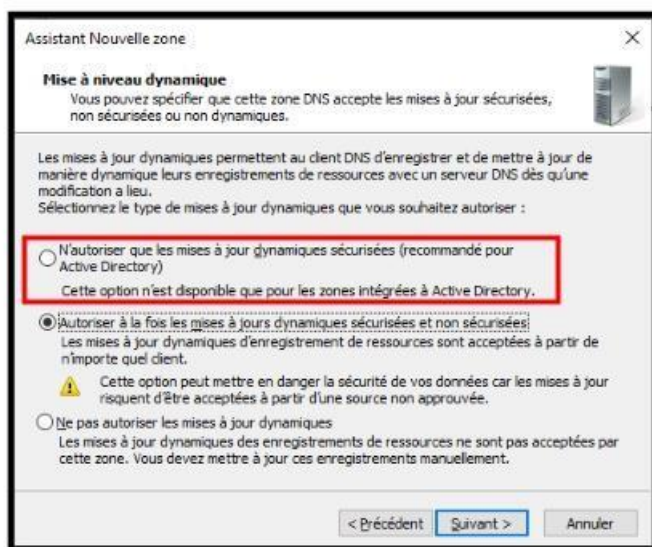 Assistant Nouvelle zone
Mise à niveau dynamique
Vous pouvez spécifier que cette zone DNS accepte les mises à jour sécurisées,
non sécurisées ou non dynamiques.
Les mises à jour dynamiques permettent au client DNS d'enregistrer et de mettre à jour de
manière dynamique leurs enregistrements de ressources avec un serveur DNS dès qu'une
modification a lieu.
Sélectionnez le type de mises à jour dynamiques que vous souhaitez autoriser :
N'autoriser que les mises à jour dynamiques sécurisées (recommandé pour
Active Directory)
Cette option n'est disponible que pour les zones intégrées à Active Directory.
Autoriser à la fois les mises à jours dynamiques sécurisées et non sécurisées
Les mises à jour dynamiques d'enregistrement de ressources sont acceptées à partir de
n'importe quel client.
Cette option peut mettre en danger la sécurité de vos données car les mises à jour
risquent d'être acceptées à partir d'une source non approuvée.
Ne pas autoriser les mises à jour dynamiques
Les mises à jour dynamiques des enregistrements de ressources ne sont pas acceptées par
cette zone. Vous devez mettre à jour ces enregistrements manuellement.
< Précédent Suivant > Annuler